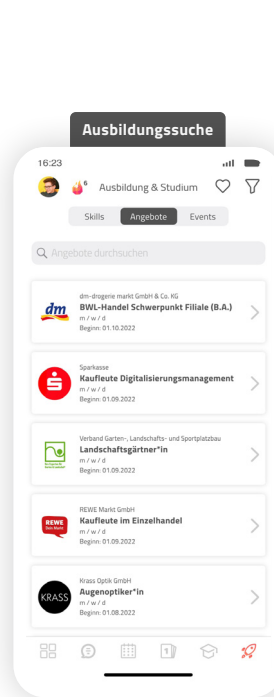 Ausbildungssuche
16:23
6
Ausbildung & Studium
Skills
Angebote
Events
Angebote durchsuchen
dm
dm-drogerie markt GmbH & Co. KG
BWL-Handel Schwerpunkt Filiale (B.A.)
m / w / d
Beginn: 01.10.2022
Sparkasse
Kaufleute Digitalisierungsmanagement
m / w / d
Beginn: 01.09.2022
Verband Garten-, Landschafts- und Sportplatzbau
Landschaftsgärtner*in
m / w / d
Beginn: 01.09.2022
REWE
Dein Markt
REWE Markt GmbH
Kaufleute im Einzelhandel
m / w / d
Beginn: 01.09.2022
KRASS
Krass Optik GmbH
Augenoptiker*in
m / w / d
Beginn: 01.08.2022
1